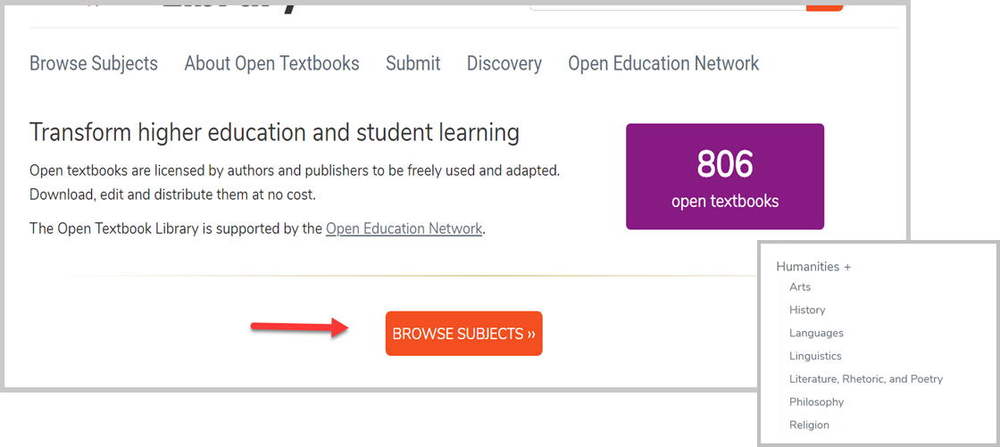 Browse Subjects About Open Textbooks Submit Discovery Open Education Network
Transform higher education and student learning
806
open textbooks
Open textbooks are licensed by authors and publishers to be freely used and adapted.
Download, edit and distribute them at no cost.
The Open Textbook Library is supported by the Open Education Network.
BROWSE SUBJECTS »
Humanities +
Arts
History
Languages
Linguistics
Literature, Rhetoric, and Poetry
Philosophy
Religion